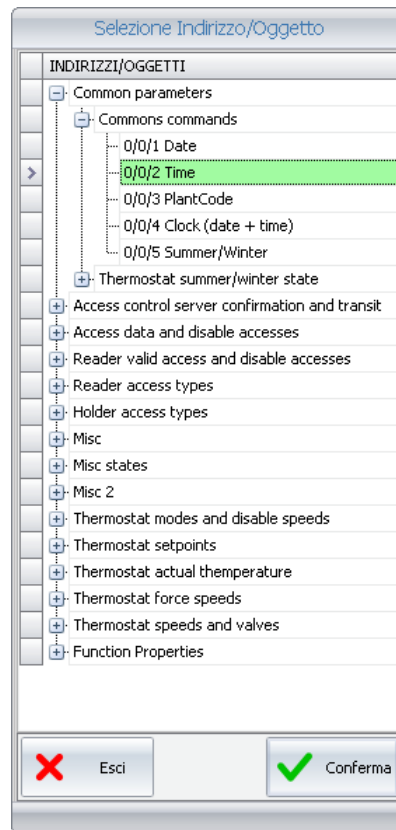 Selezione Indirizzo/Oggetto
INDIRIZZI/OGGETTI
Common parameters
Commons commands
0/0/1 Date
0/0/2 Time
0/0/3 PlantCode
0/0/4 Clock (date + time)
0/0/5 Summer/Winter
Thermostat summer/winter state
Access control server confirmation and transit
Access data and disable accesses
Reader valid access and disable accesses
Reader access types
Holder access types
Misc
Misc states
Misc 2
Thermostat modes and disable speeds
Thermostat setpoints
Thermostat actual themperature
Thermostat force speeds
Thermostat speeds and valves
Function Properties
Esci
Conferma